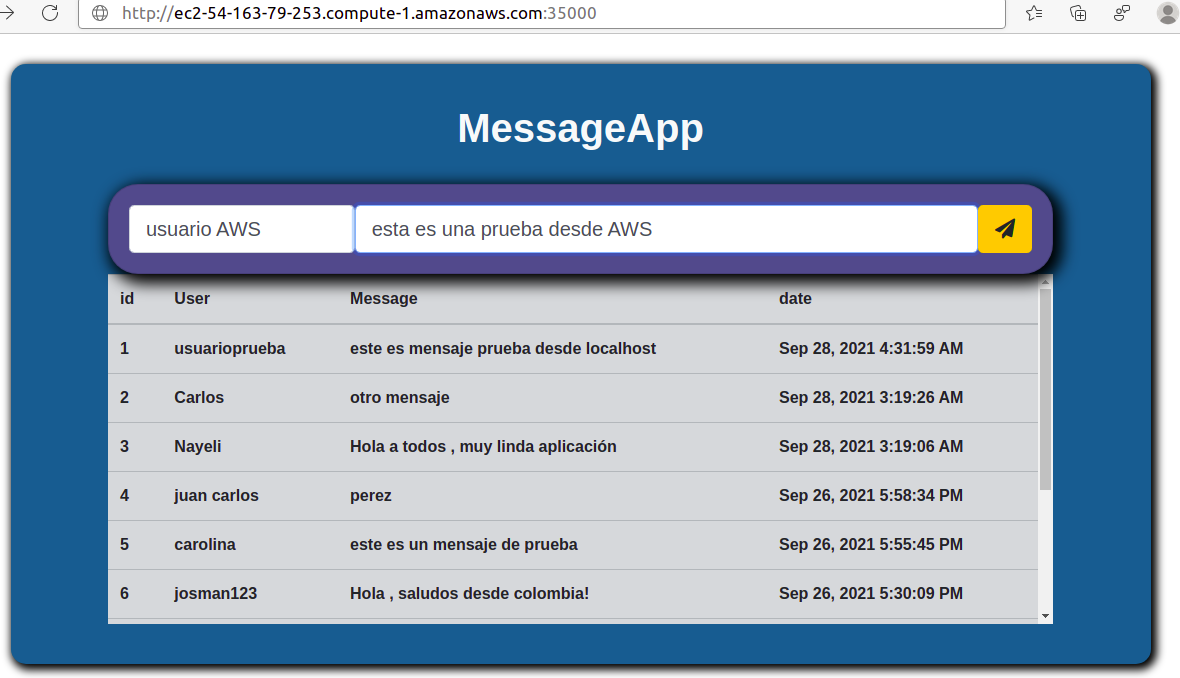 http://ec2-54-163-79-253.compute-1.amazonaws.com:35000
MessageApp
usuario AWS esta es una prueba desde AWS
id User Message date
1 usuarioprueba este es mensaje prueba desde localhost Sep 28, 2021 4:31:59 AM
2 Carlos otro mensaje Sep 28, 2021 3:19:26 AM
3 Nayeli Hola a todos , muy linda aplicación Sep 28, 2021 3:19:06 AM
4 juan carlos perez Sep 26, 2021 5:58:34 PM
5 carolina este es un mensaje de prueba Sep 26, 2021 5:55:45 PM
6 josman123 Hola , saludos desde colombia! Sep 26, 2021 5:30:09 PM